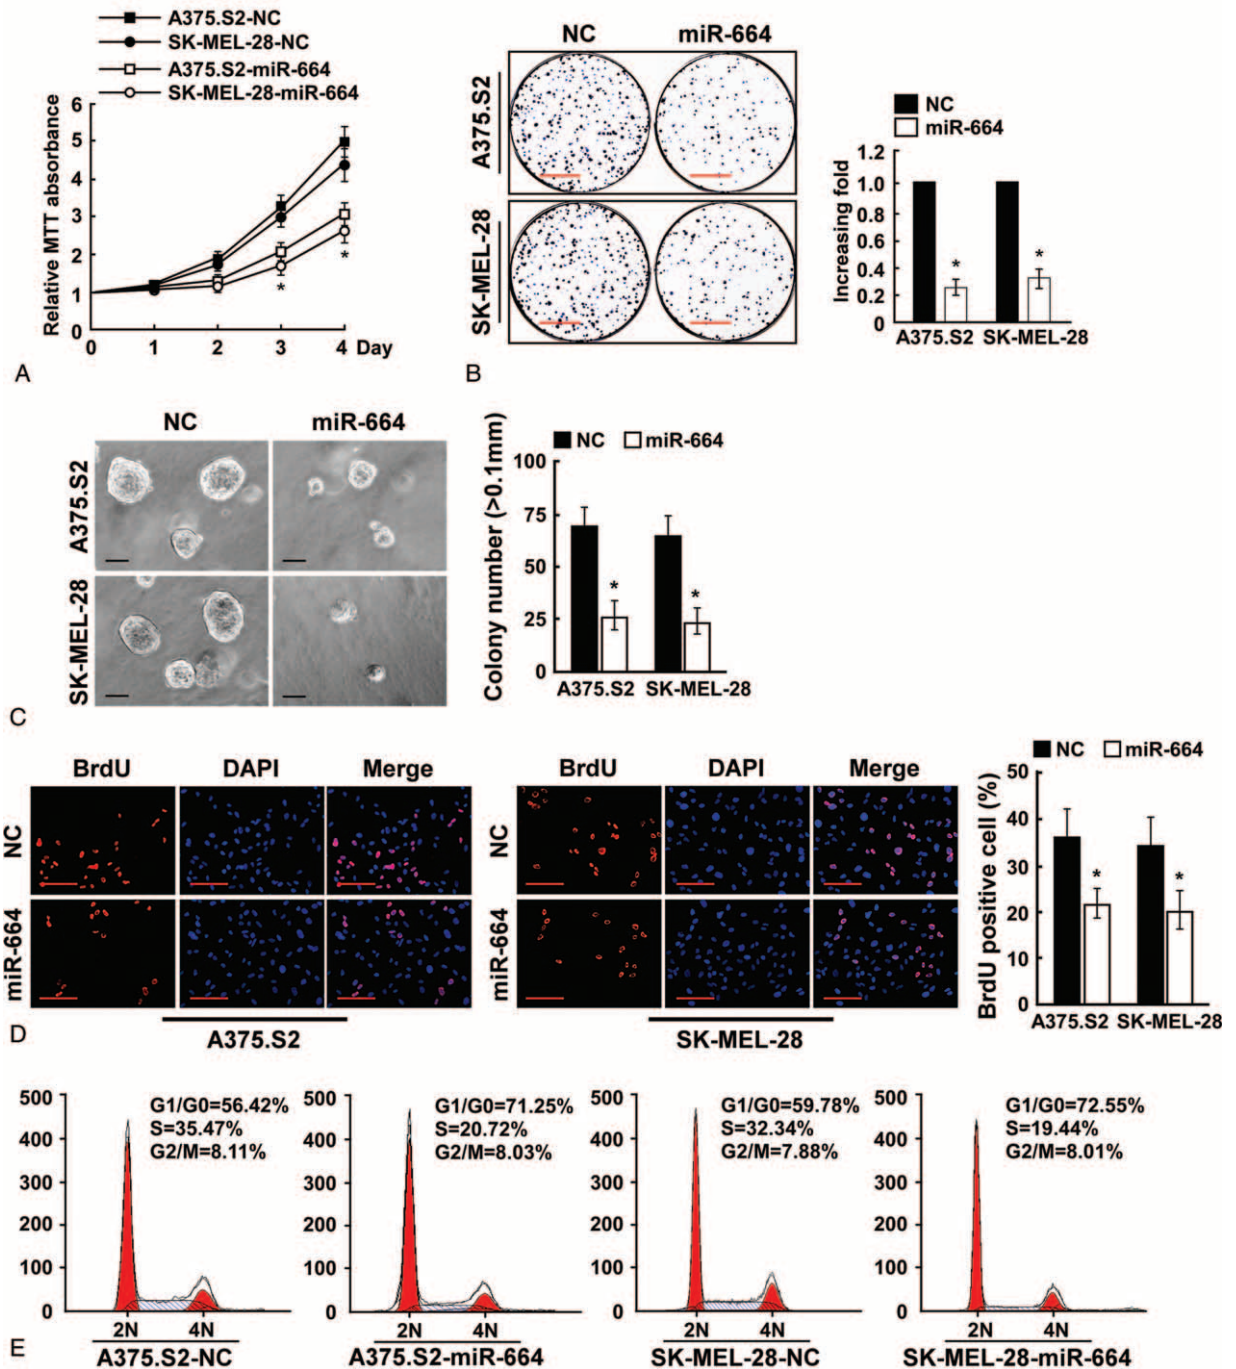 A375.S2-NC
SK-MEL-28-NC
A375.S2-miR-664
SK-MEL-28-miR-664
Relative MTT absorbance
6
5
4
3
2
1
0
*
*
0 1 2 3 4 Day
A
NC miR-664
A375.S2
SK-MEL-28
NC
miR-664
Increasing fold
1.2
1.0
0.8
0.6
0.4
0.2
0
* *
A375.S2 SK-MEL-28
B
NC miR-664
A375.S2
SK-MEL-28
NC miR-664
Colony number (>0.1mm)
100
75
50
25
0
* *
A375.S2 SK-MEL-28
C
BrdU DAPI Merge
NC
miR-664
A375.S2
BrdU DAPI Merge
NC
miR-664
SK-MEL-28
NC miR-664
BrdU positive cell (%)
50
40
30
20
10
0
* *
A375.S2 SK-MEL-28
D
500
400
300
200
100
0
G1/G0=56.42%
S=35.47%
G2/M=8.11%
2N 4N
A375.S2-NC
500
400
300
200
100
0
G1/G0=71.25%
S=20.72%
G2/M=8.03%
2N 4N
A375.S2-miR-664
500
400
300
200
100
0
G1/G0=59.78%
S=32.34%
G2/M=7.88%
2N 4N
SK-MEL-28-NC
500
400
300
200
100
0
G1/G0=72.55%
S=19.44%
G2/M=8.01%
2N 4N
SK-MEL-28-miR-664
E